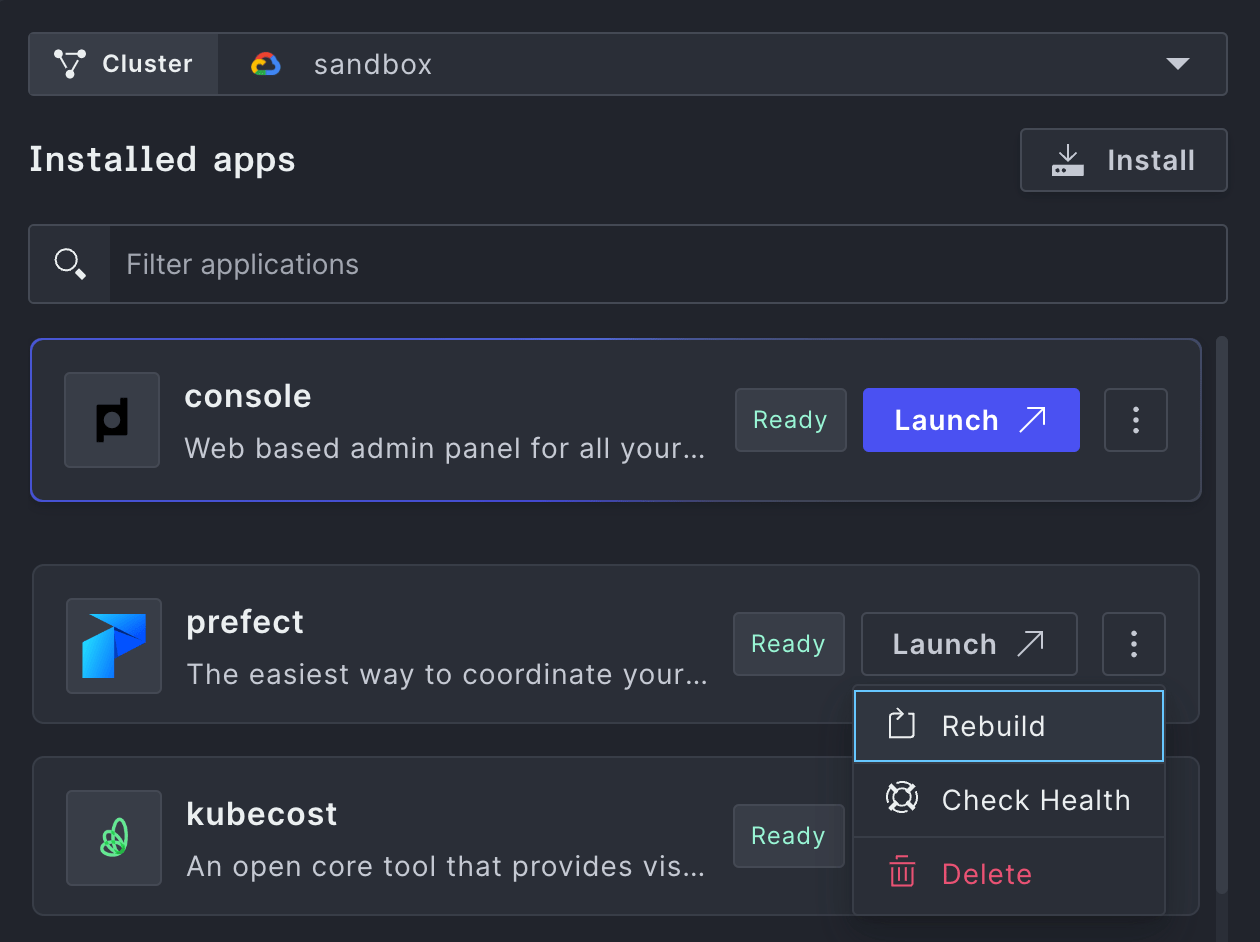 Cluster
sandbox
Installed apps
Install
Filter applications
console
Web based admin panel for all your...
Ready
Launch
prefect
The easiest way to coordinate your...
Ready
Launch
Rebuild
Check Health
Delete
kubecost
An open core tool that provides vis...
Ready